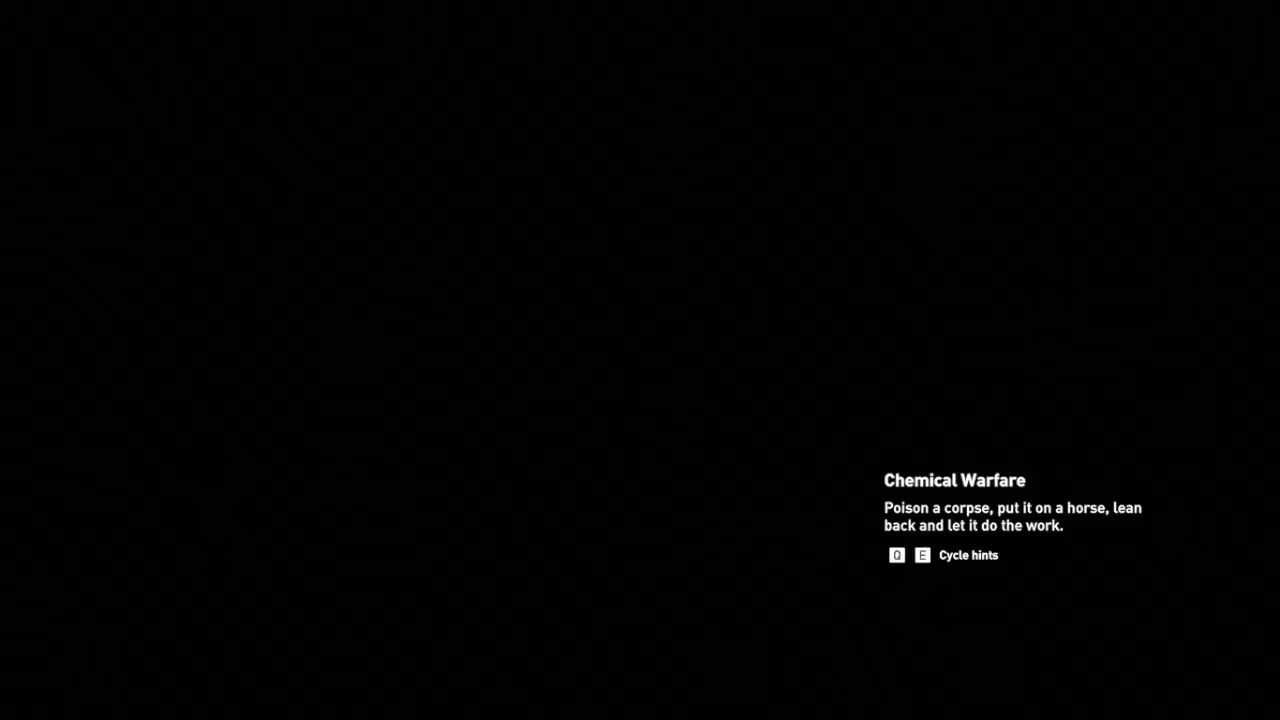 Chemical Warfare
Poison a corpse, put it on a horse, lean
back and let it do the work.
Q E Cycle hints